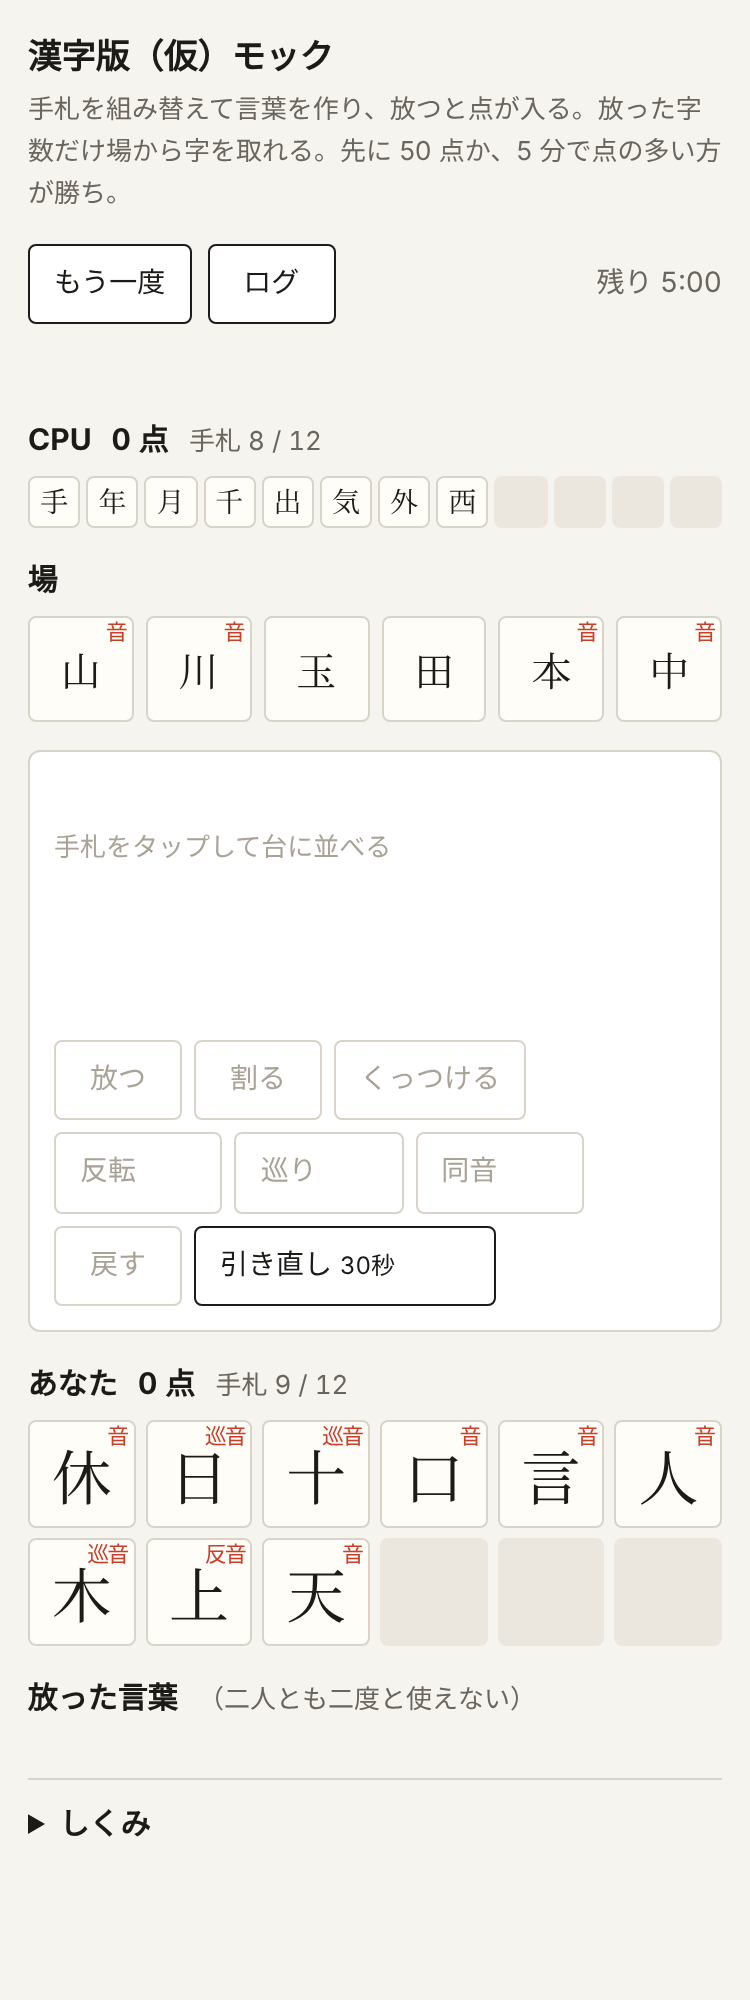 漢字版（仮）モック
手札を組み替えて言葉を作り、放つと点が入る。放った字
数だけ場から字を取れる。先に 50 点か、5 分で点の多い方
が勝ち。
もう一度 ログ 残り 5:00
CPU 0 点 手札 8 / 12
手 年 月 千 出 気 外 西
場
音 音 音 音
山 川 玉 田 本 中
手札をタップして台に並べる
放つ 割る くっつける
反転 巡り 同音
戻す 引き直し 30秒
あなた 0 点 手札 9 / 12
音 巡音 巡音 音 音 音
休 日 十 口 言 人
巡音 反音 音
木 上 天
放った言葉 （二人とも二度と使えない）
▶ しくみ